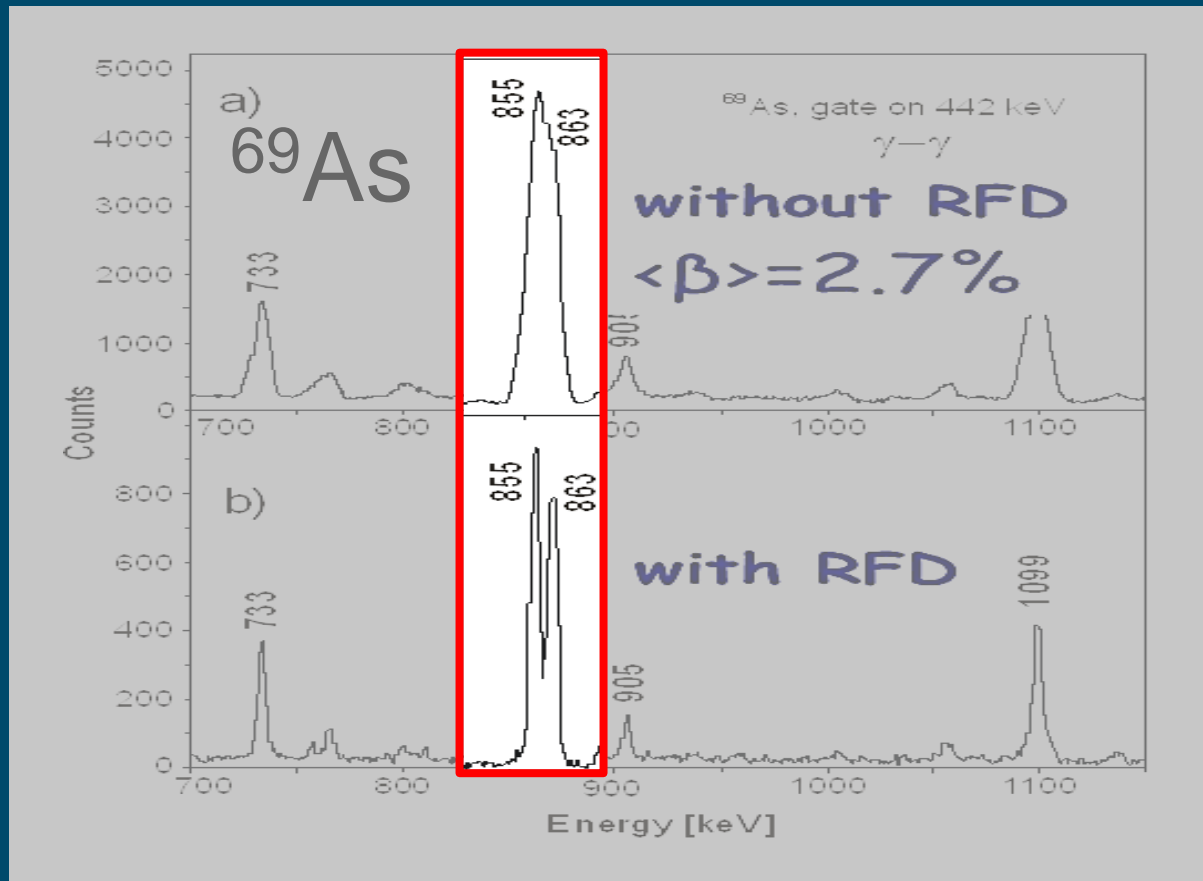 5000
4000
3000
2000
1000
0
a)
⁶⁹As
855
863
⁶⁹As, gate on 442 keV
γ—γ
without RFD
<β>=2.7%
733
700
800
1000
1100
Counts
800
600
400
200
0
b)
855
863
with RFD
733
905
1099
700
800
900
1000
1100
Energy [keV]